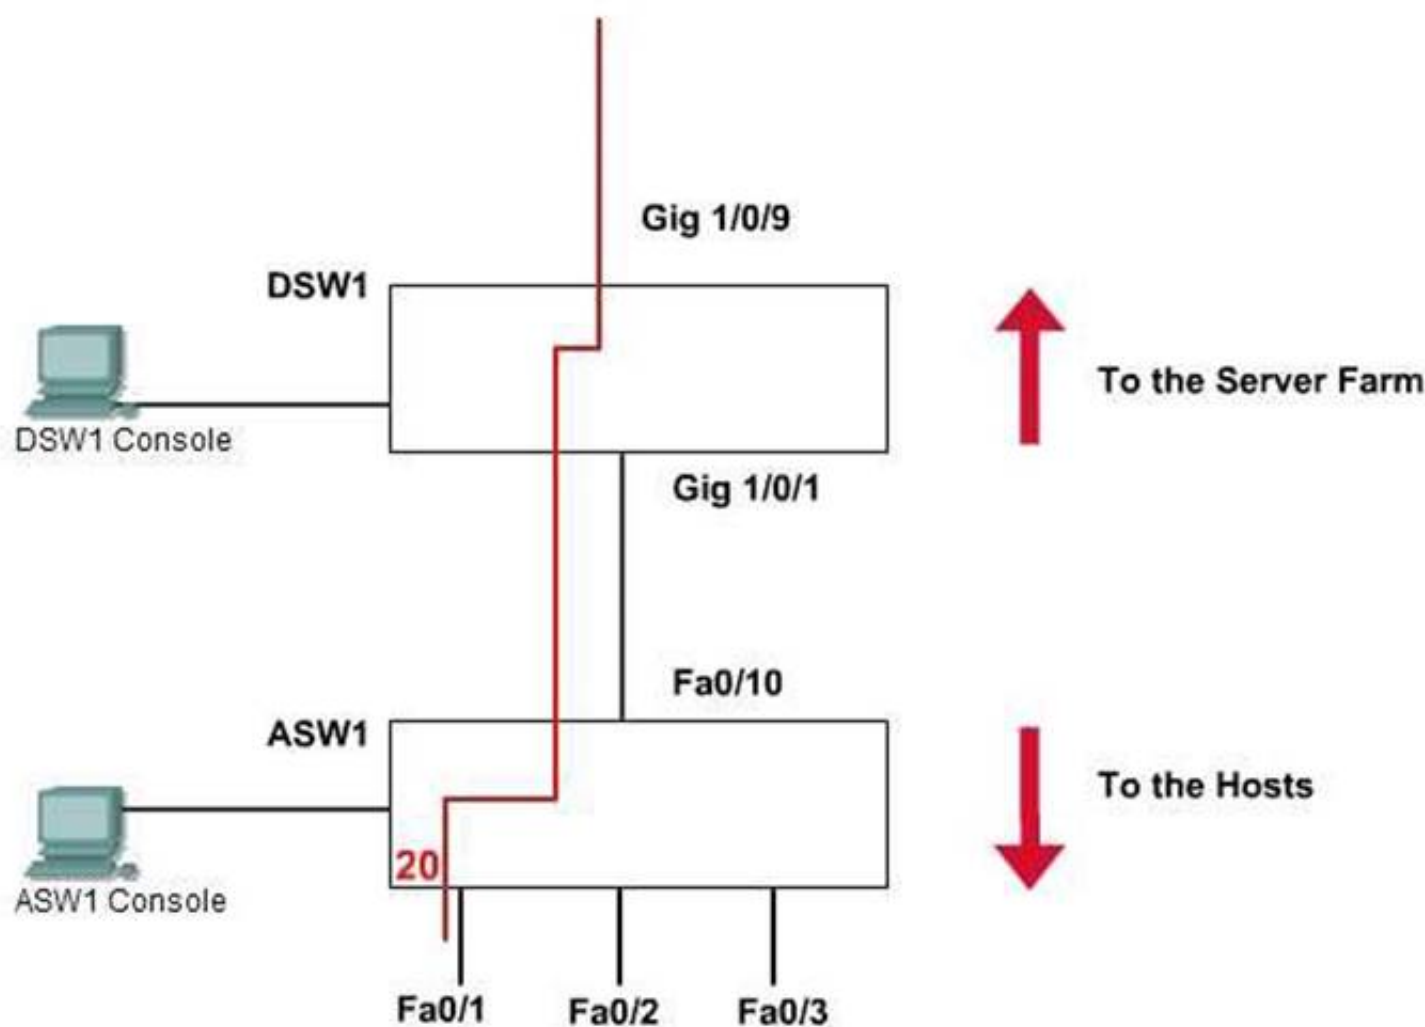 Gig 1/0/9
DSW1
To the Server Farm
DSW1 Console
Gig 1/0/1
Fa0/10
ASW1
To the Hosts
20
ASW1 Console
Fa0/1
Fa0/2
Fa0/3